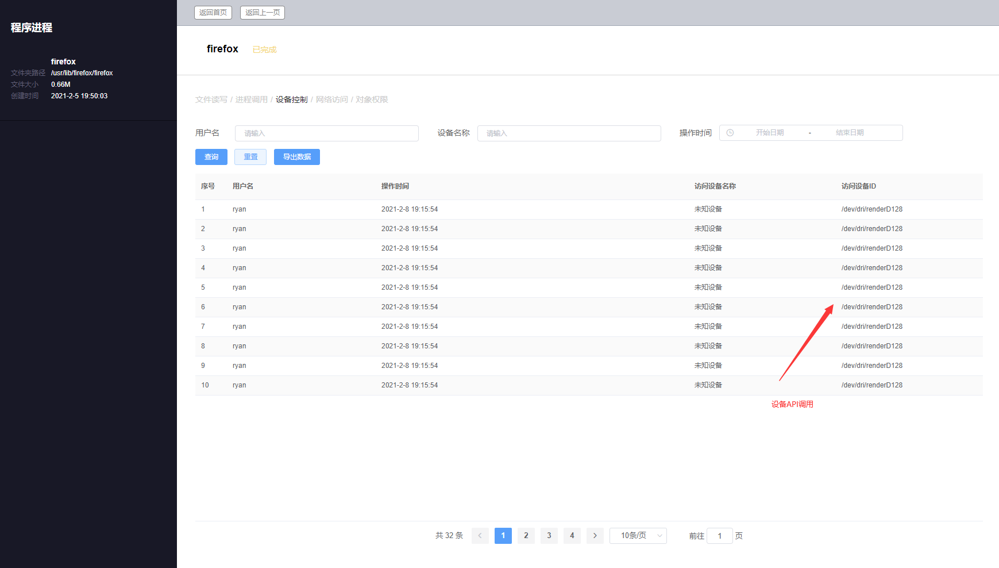 程序进程
firefox
文件夹路径 /usr/lib/firefox/firefox
文件大小 0.66M
创建时间 2021-2-5 19:50:03
返回首页 返回上一页
firefox 已完成
文件读写 / 进程调用 / 设备控制 / 网络访问 / 对象权限
用户名 请输入 设备名称 请输入 操作时间 开始日期 - 结束日期
查询 重置 导出数据
序号 用户名 操作时间 访问设备名称 访问设备ID
1 ryan 2021-2-8 19:15:54 未知设备 /dev/dri/renderD128
2 ryan 2021-2-8 19:15:54 未知设备 /dev/dri/renderD128
3 ryan 2021-2-8 19:15:54 未知设备 /dev/dri/renderD128
4 ryan 2021-2-8 19:15:54 未知设备 /dev/dri/renderD128
5 ryan 2021-2-8 19:15:54 未知设备 /dev/dri/renderD128
6 ryan 2021-2-8 19:15:54 未知设备 /dev/dri/renderD128
7 ryan 2021-2-8 19:15:54 未知设备 /dev/dri/renderD128
8 ryan 2021-2-8 19:15:54 未知设备 /dev/dri/renderD128
9 ryan 2021-2-8 19:15:54 未知设备 /dev/dri/renderD128
10 ryan 2021-2-8 19:15:54 未知设备 /dev/dri/renderD128
设备API调用
共 32 条 1 2 3 4 10条/页 前往 1 页